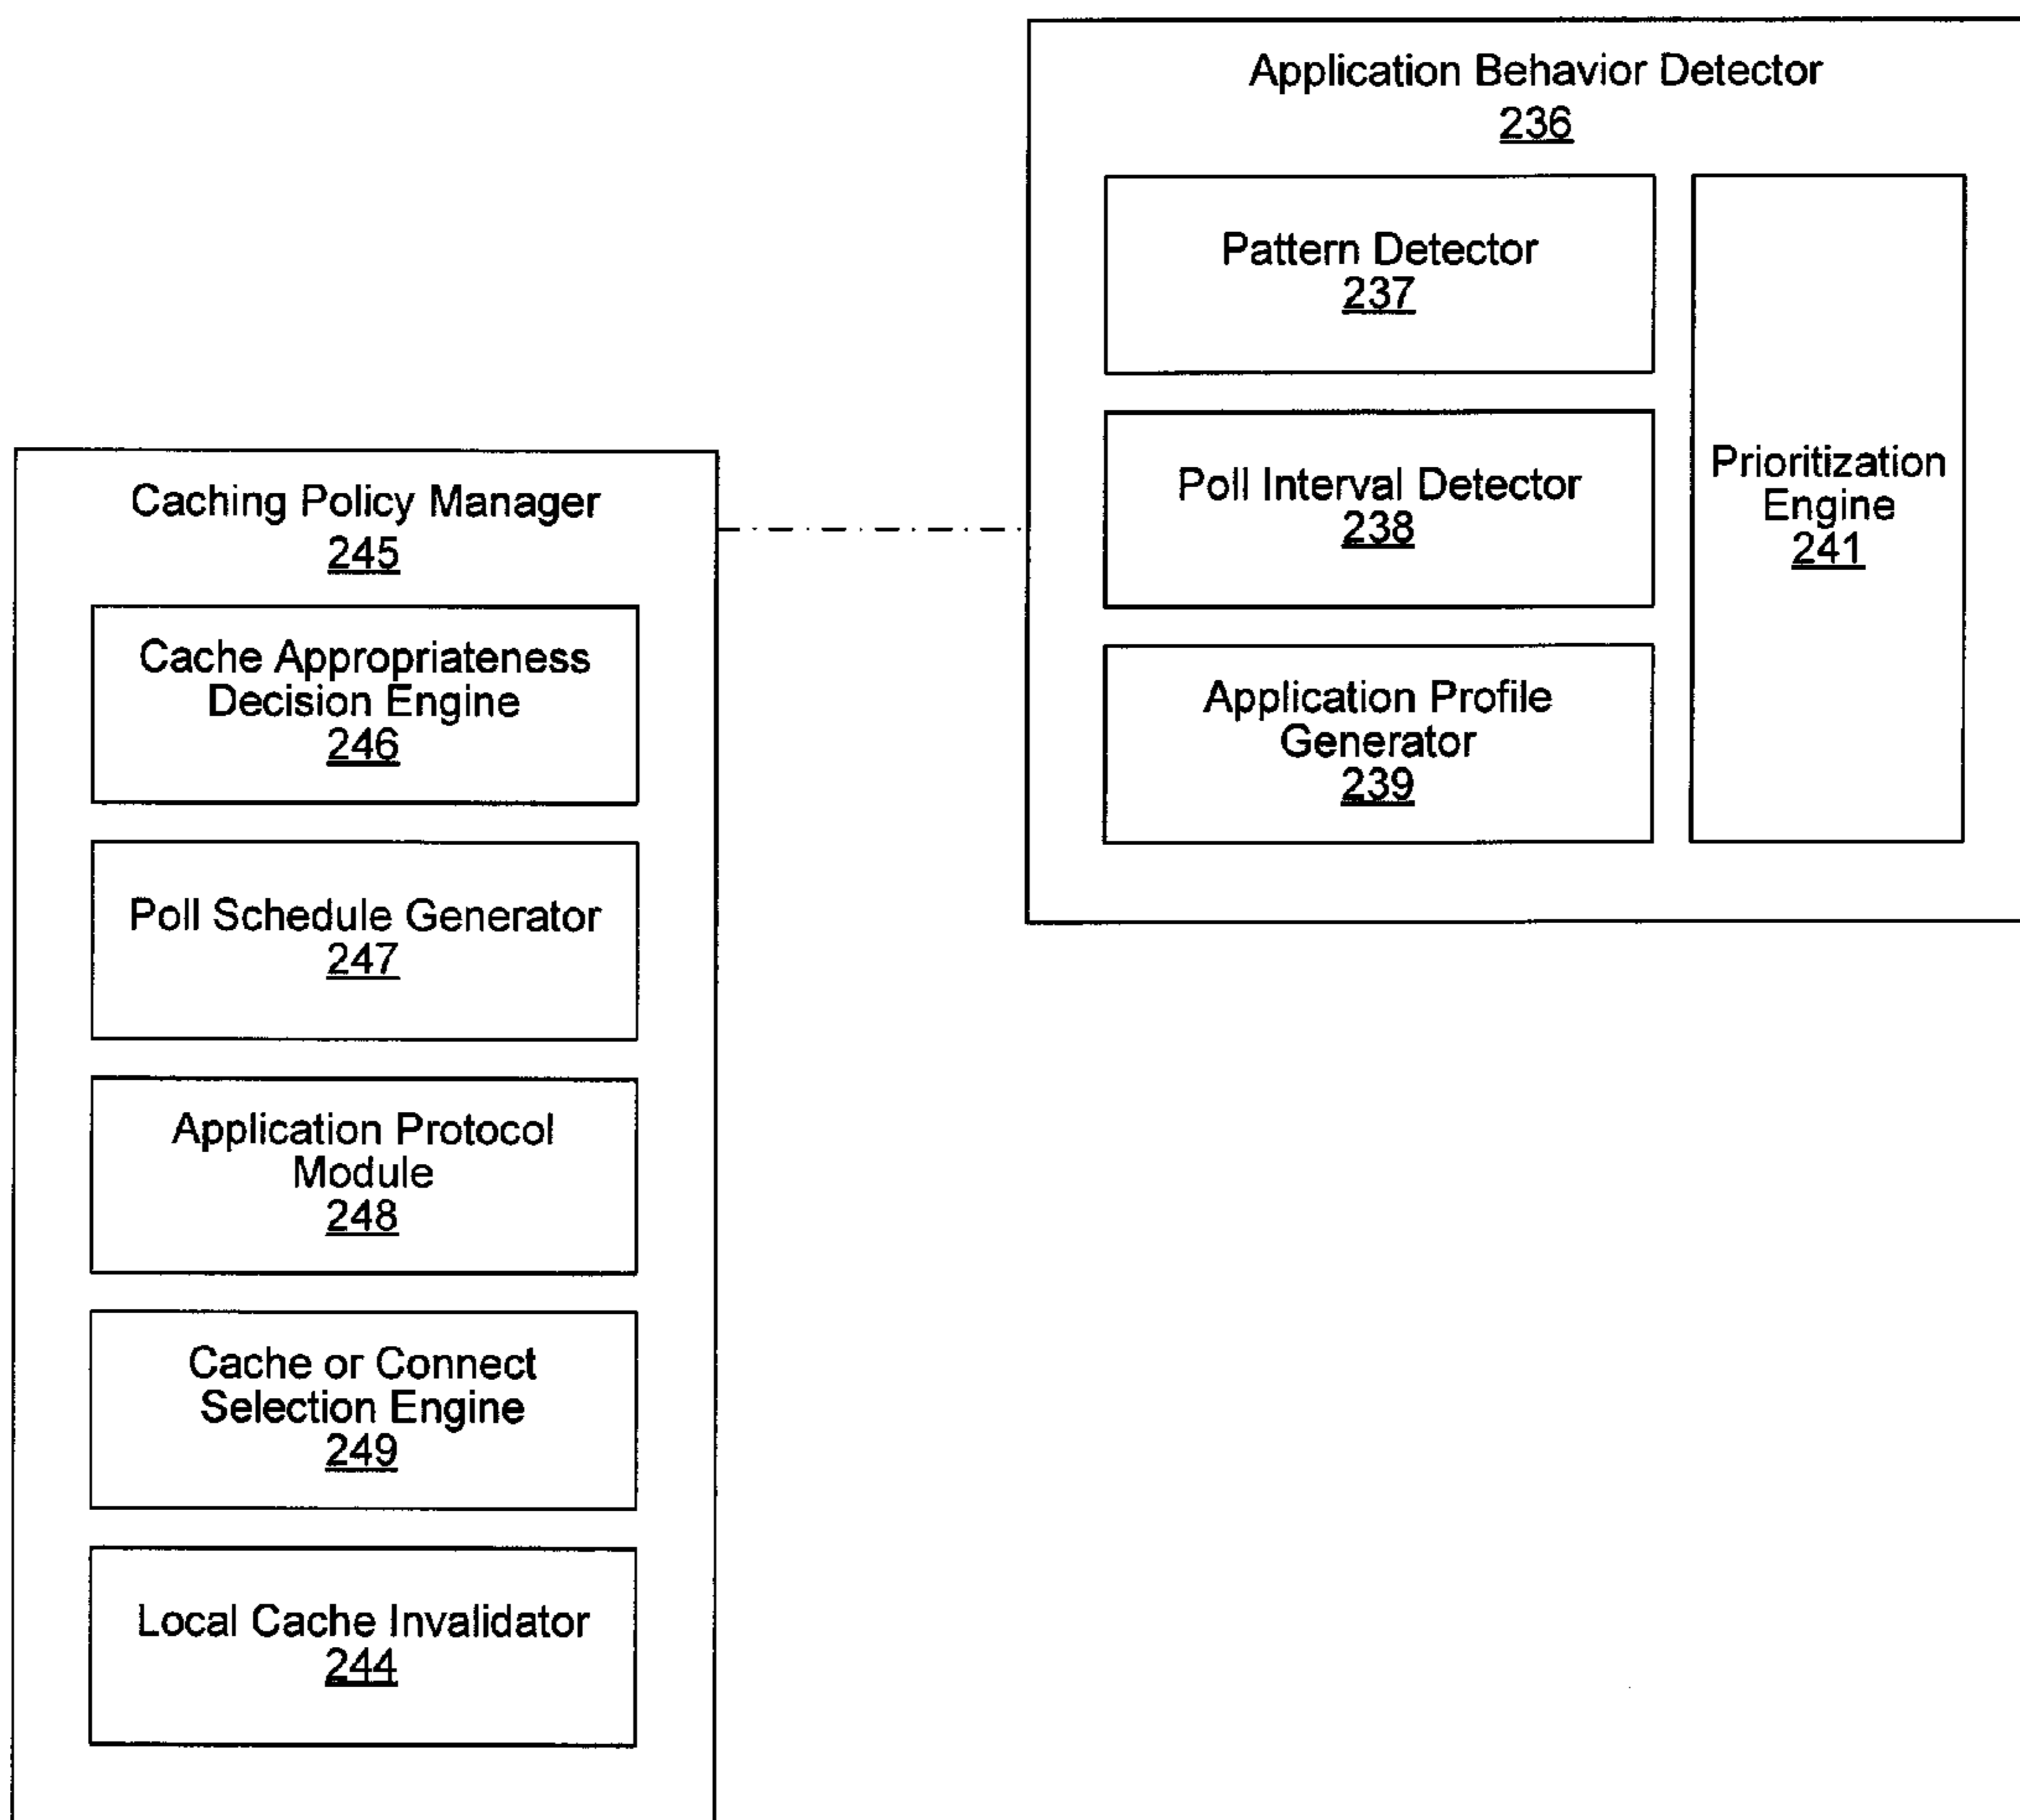 Application Behavior Detector
236
Pattern Detector
237
Poll Interval Detector
238
Application Profile
Generator
239
Prioritization
Engine
241
Caching Policy Manager
245
Cache Appropriateness
Decision Engine
246
Poll Schedule Generator
247
Application Protocol
Module
248
Cache or Connect
Selection Engine
249
Local Cache Invalidator
244